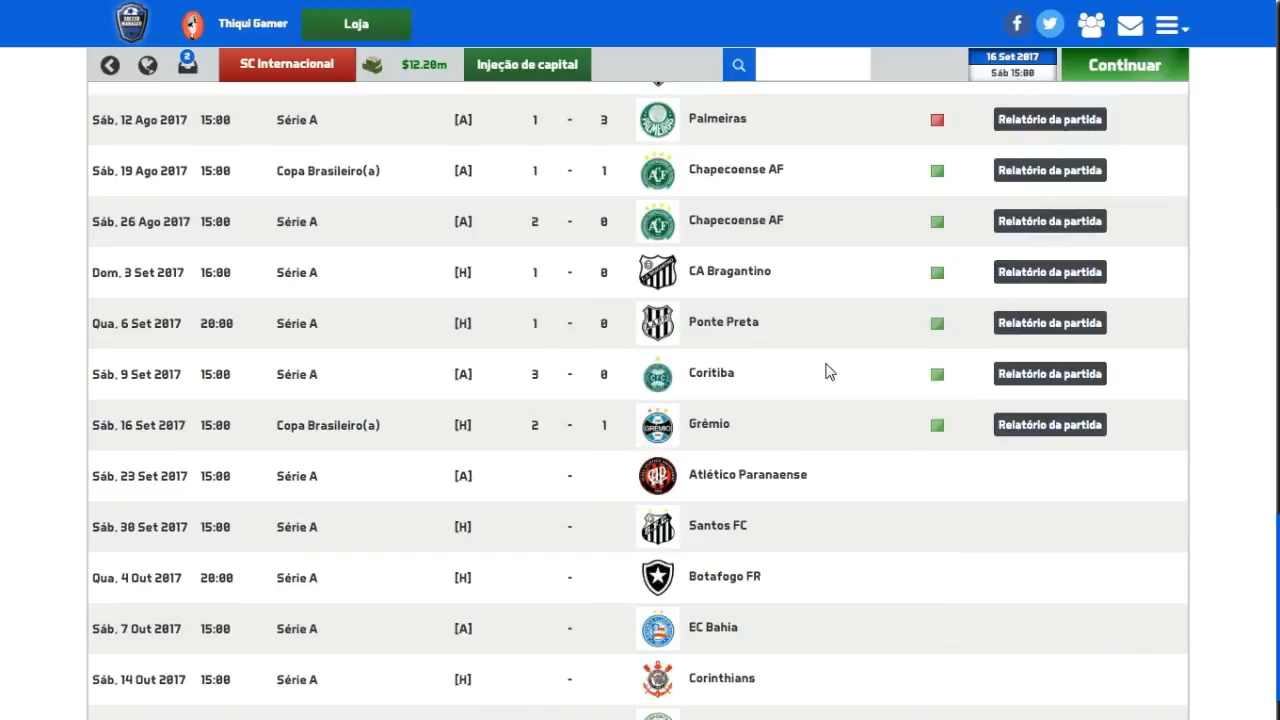 Thiqui Gamer
Loja
2
SC Internacional
$12.20m
Injeção de capital
16 Set 2017
Sáb 15:00
Continuar
Sáb, 12 Ago 2017 15:00 Série A [A] 1 - 3 Palmeiras Relatório da partida
Sáb, 19 Ago 2017 15:00 Copa Brasileiro(a) [A] 1 - 1 Chapecoense AF Relatório da partida
Sáb, 26 Ago 2017 15:00 Série A [A] 2 - 0 Chapecoense AF Relatório da partida
Dom, 3 Set 2017 16:00 Série A [H] 1 - 0 CA Bragantino Relatório da partida
Qua, 6 Set 2017 20:00 Série A [H] 1 - 0 Ponte Preta Relatório da partida
Sáb, 9 Set 2017 15:00 Série A [A] 3 - 0 Coritiba Relatório da partida
Sáb, 16 Set 2017 15:00 Copa Brasileiro(a) [H] 2 - 1 Grêmio Relatório da partida
Sáb, 23 Set 2017 15:00 Série A [A] - Atlético Paranaense
Sáb, 30 Set 2017 15:00 Série A [H] - Santos FC
Qua, 4 Out 2017 20:00 Série A [H] - Botafogo FR
Sáb, 7 Out 2017 15:00 Série A [A] - EC Bahia
Sáb, 14 Out 2017 15:00 Série A [H] - Corinthians